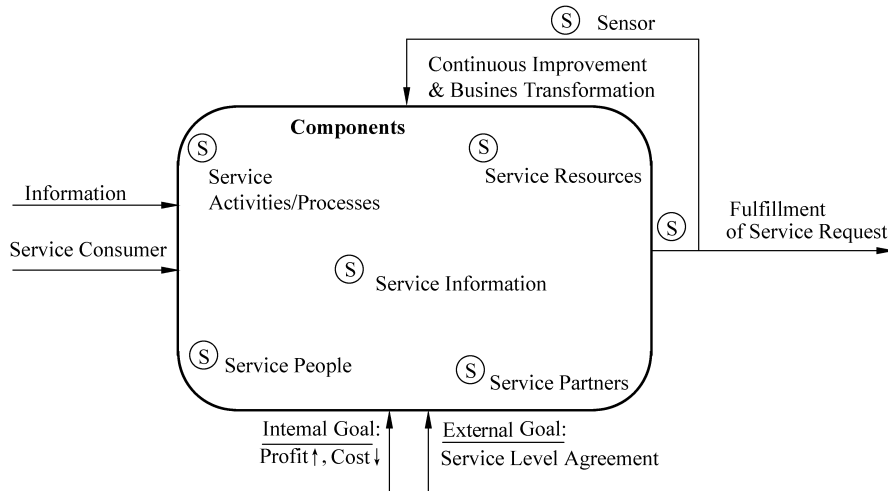 S Sensor
Continuous Improvement
& Busines Transformation
Components
S
S
Service
Activities/Processes
Service Resources
Information
Service Consumer
S
Fulfillment
of Service Request
S
Service Information
S
Service People
S
Service Partners
Intemal Goal:
Profit↑, Cost↓
External Goal:
Service Level Agreement